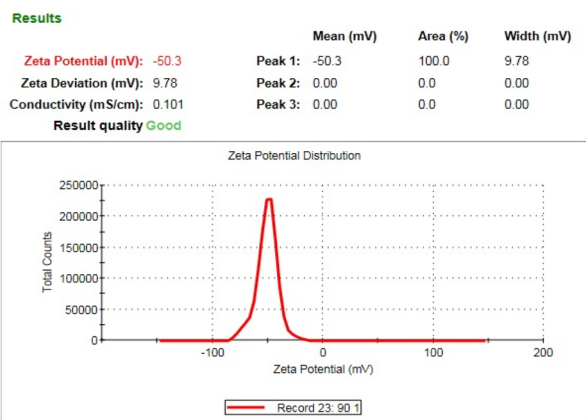 Results
Mean (mV) Area (%) Width (mV)
Zeta Potential (mV): -50.3 Peak 1: -50.3 100.0 9.78
Zeta Deviation (mV): 9.78 Peak 2: 0.00 0.0 0.00
Conductivity (mS/cm): 0.101 Peak 3: 0.00 0.0 0.00
Result quality Good
Zeta Potential Distribution
250000
200000
150000
100000
50000
0
Total Counts
-100 0 100 200
Zeta Potential (mV)
Record 23: 90 1